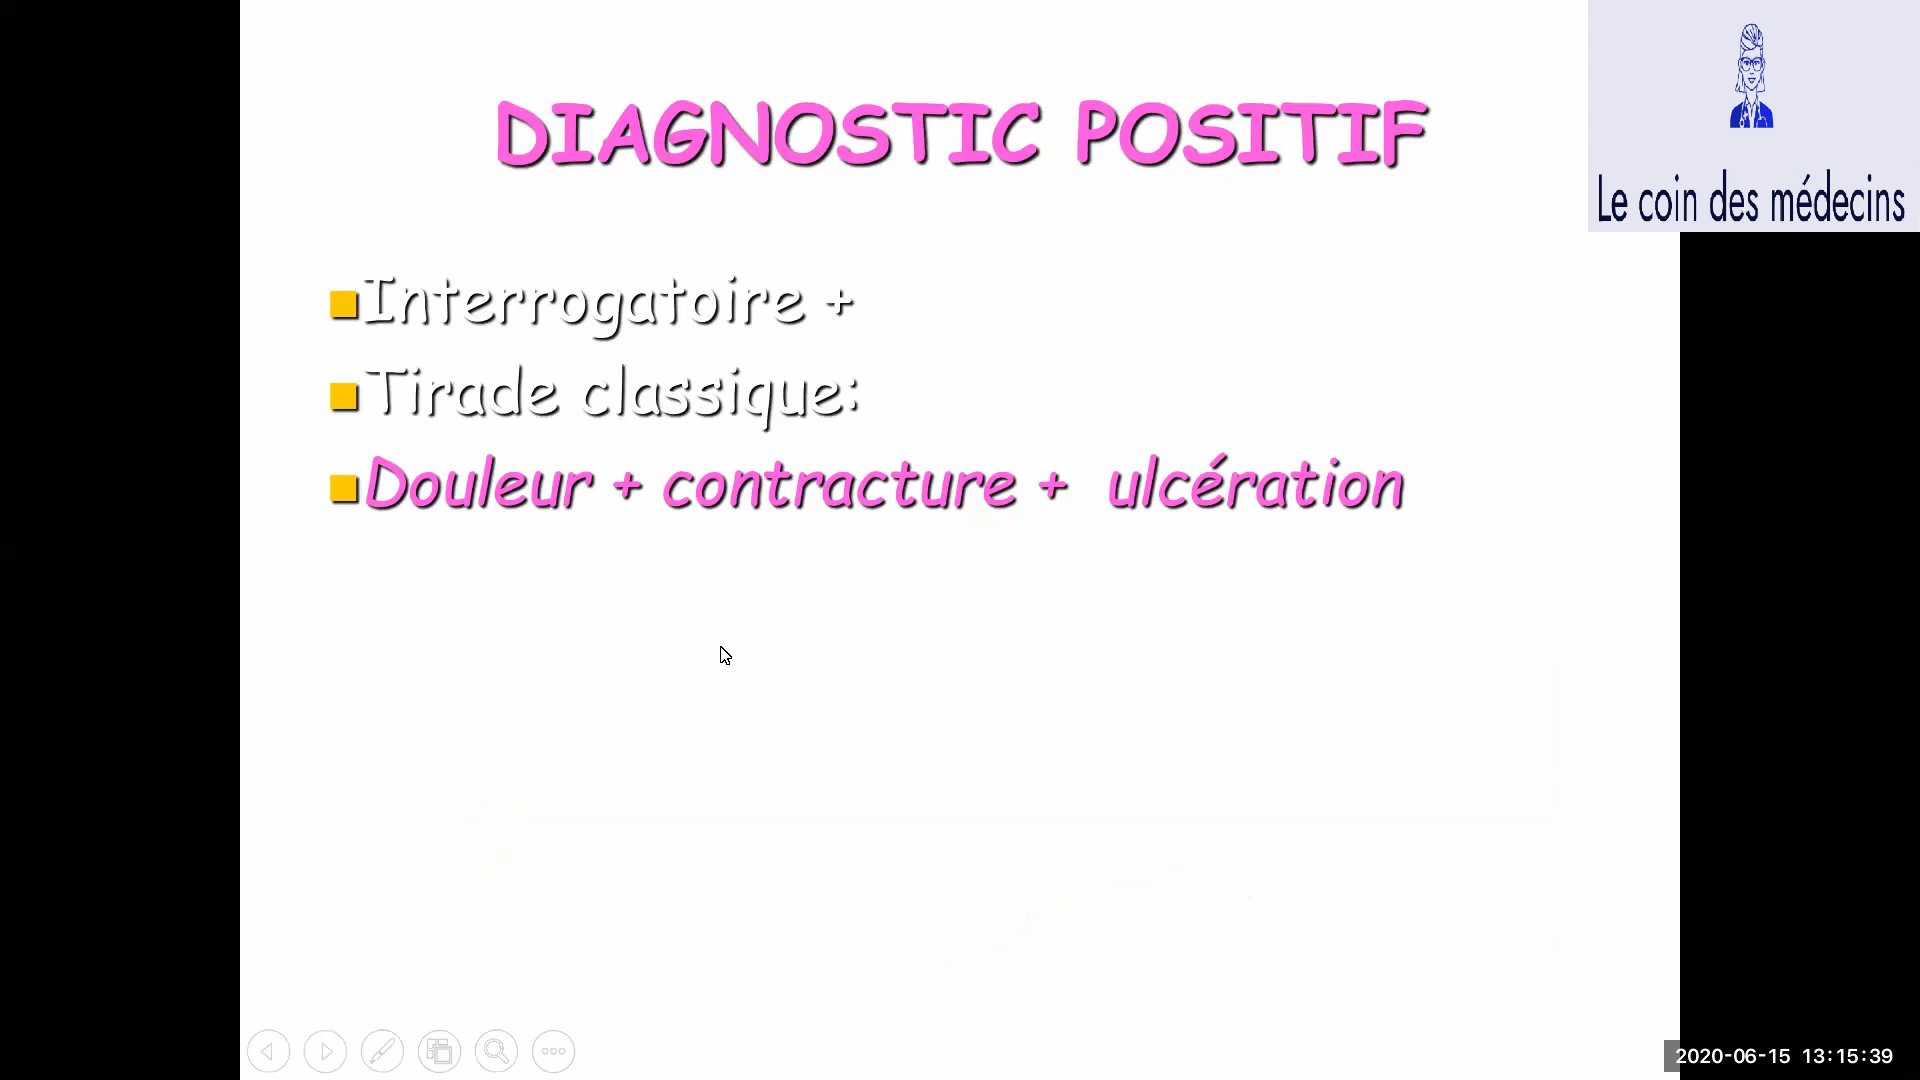 DIAGNOSTIC POSITIF
Le coin des médecins
Interrogatoire +
Tirade classique:
Douleur + contracture + ulcération
2020-06-15 13:15:39